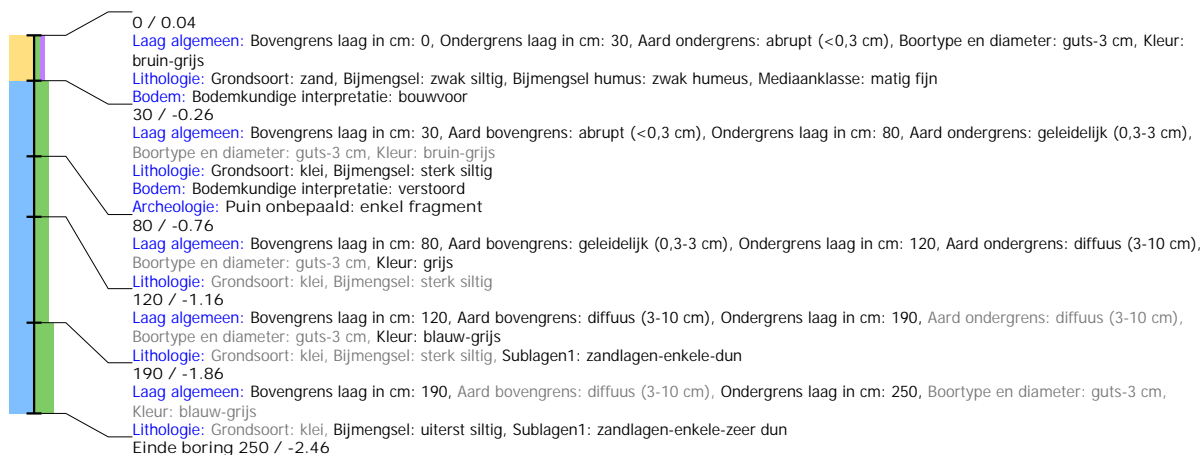 0 / 0.04
Laag algemeen: Bovengrens laag in cm: 0, Ondergrens laag in cm: 30, Aard ondergrens: abrupt (<0,3 cm), Boortype en diameter: guts-3 cm, Kleur:
bruin-grijs
Lithologie: Grondsoort: zand, Bijmengsel: zwak siltig, Bijmengsel humus: zwak humeus, Mediaanklasse: matig fijn
Bodem: Bodemkundige interpretatie: bouwvoor
30 / -0.26
Laag algemeen: Bovengrens laag in cm: 30, Aard bovengrens: abrupt (<0,3 cm), Ondergrens laag in cm: 80, Aard ondergrens: geleidelijk (0,3-3 cm),
Boortype en diameter: guts-3 cm, Kleur: bruin-grijs
Lithologie: Grondsoort: klei, Bijmengsel: sterk siltig
Bodem: Bodemkundige interpretatie: verstoord
Archeologie: Puin onbepaald: enkel fragment
80 / -0.76
Laag algemeen: Bovengrens laag in cm: 80, Aard bovengrens: geleidelijk (0,3-3 cm), Ondergrens laag in cm: 120, Aard ondergrens: diffuus (3-10 cm),
Boortype en diameter: guts-3 cm, Kleur: grijs
Lithologie: Grondsoort: klei, Bijmengsel: sterk siltig
120 / -1.16
Laag algemeen: Bovengrens laag in cm: 120, Aard bovengrens: diffuus (3-10 cm), Ondergrens laag in cm: 190, Aard ondergrens: diffuus (3-10 cm),
Boortype en diameter: guts-3 cm, Kleur: blauw-grijs
Lithologie: Grondsoort: klei, Bijmengsel: sterk siltig, Sublagen1: zandlagen-enkele-dun
190 / -1.86
Laag algemeen: Bovengrens laag in cm: 190, Aard bovengrens: diffuus (3-10 cm), Ondergrens laag in cm: 250, Boortype en diameter: guts-3 cm,
Kleur: blauw-grijs
Lithologie: Grondsoort: klei, Bijmengsel: uiterst siltig, Sublagen1: zandlagen-enkele-zeer dun
Einde boring 250 / -2.46